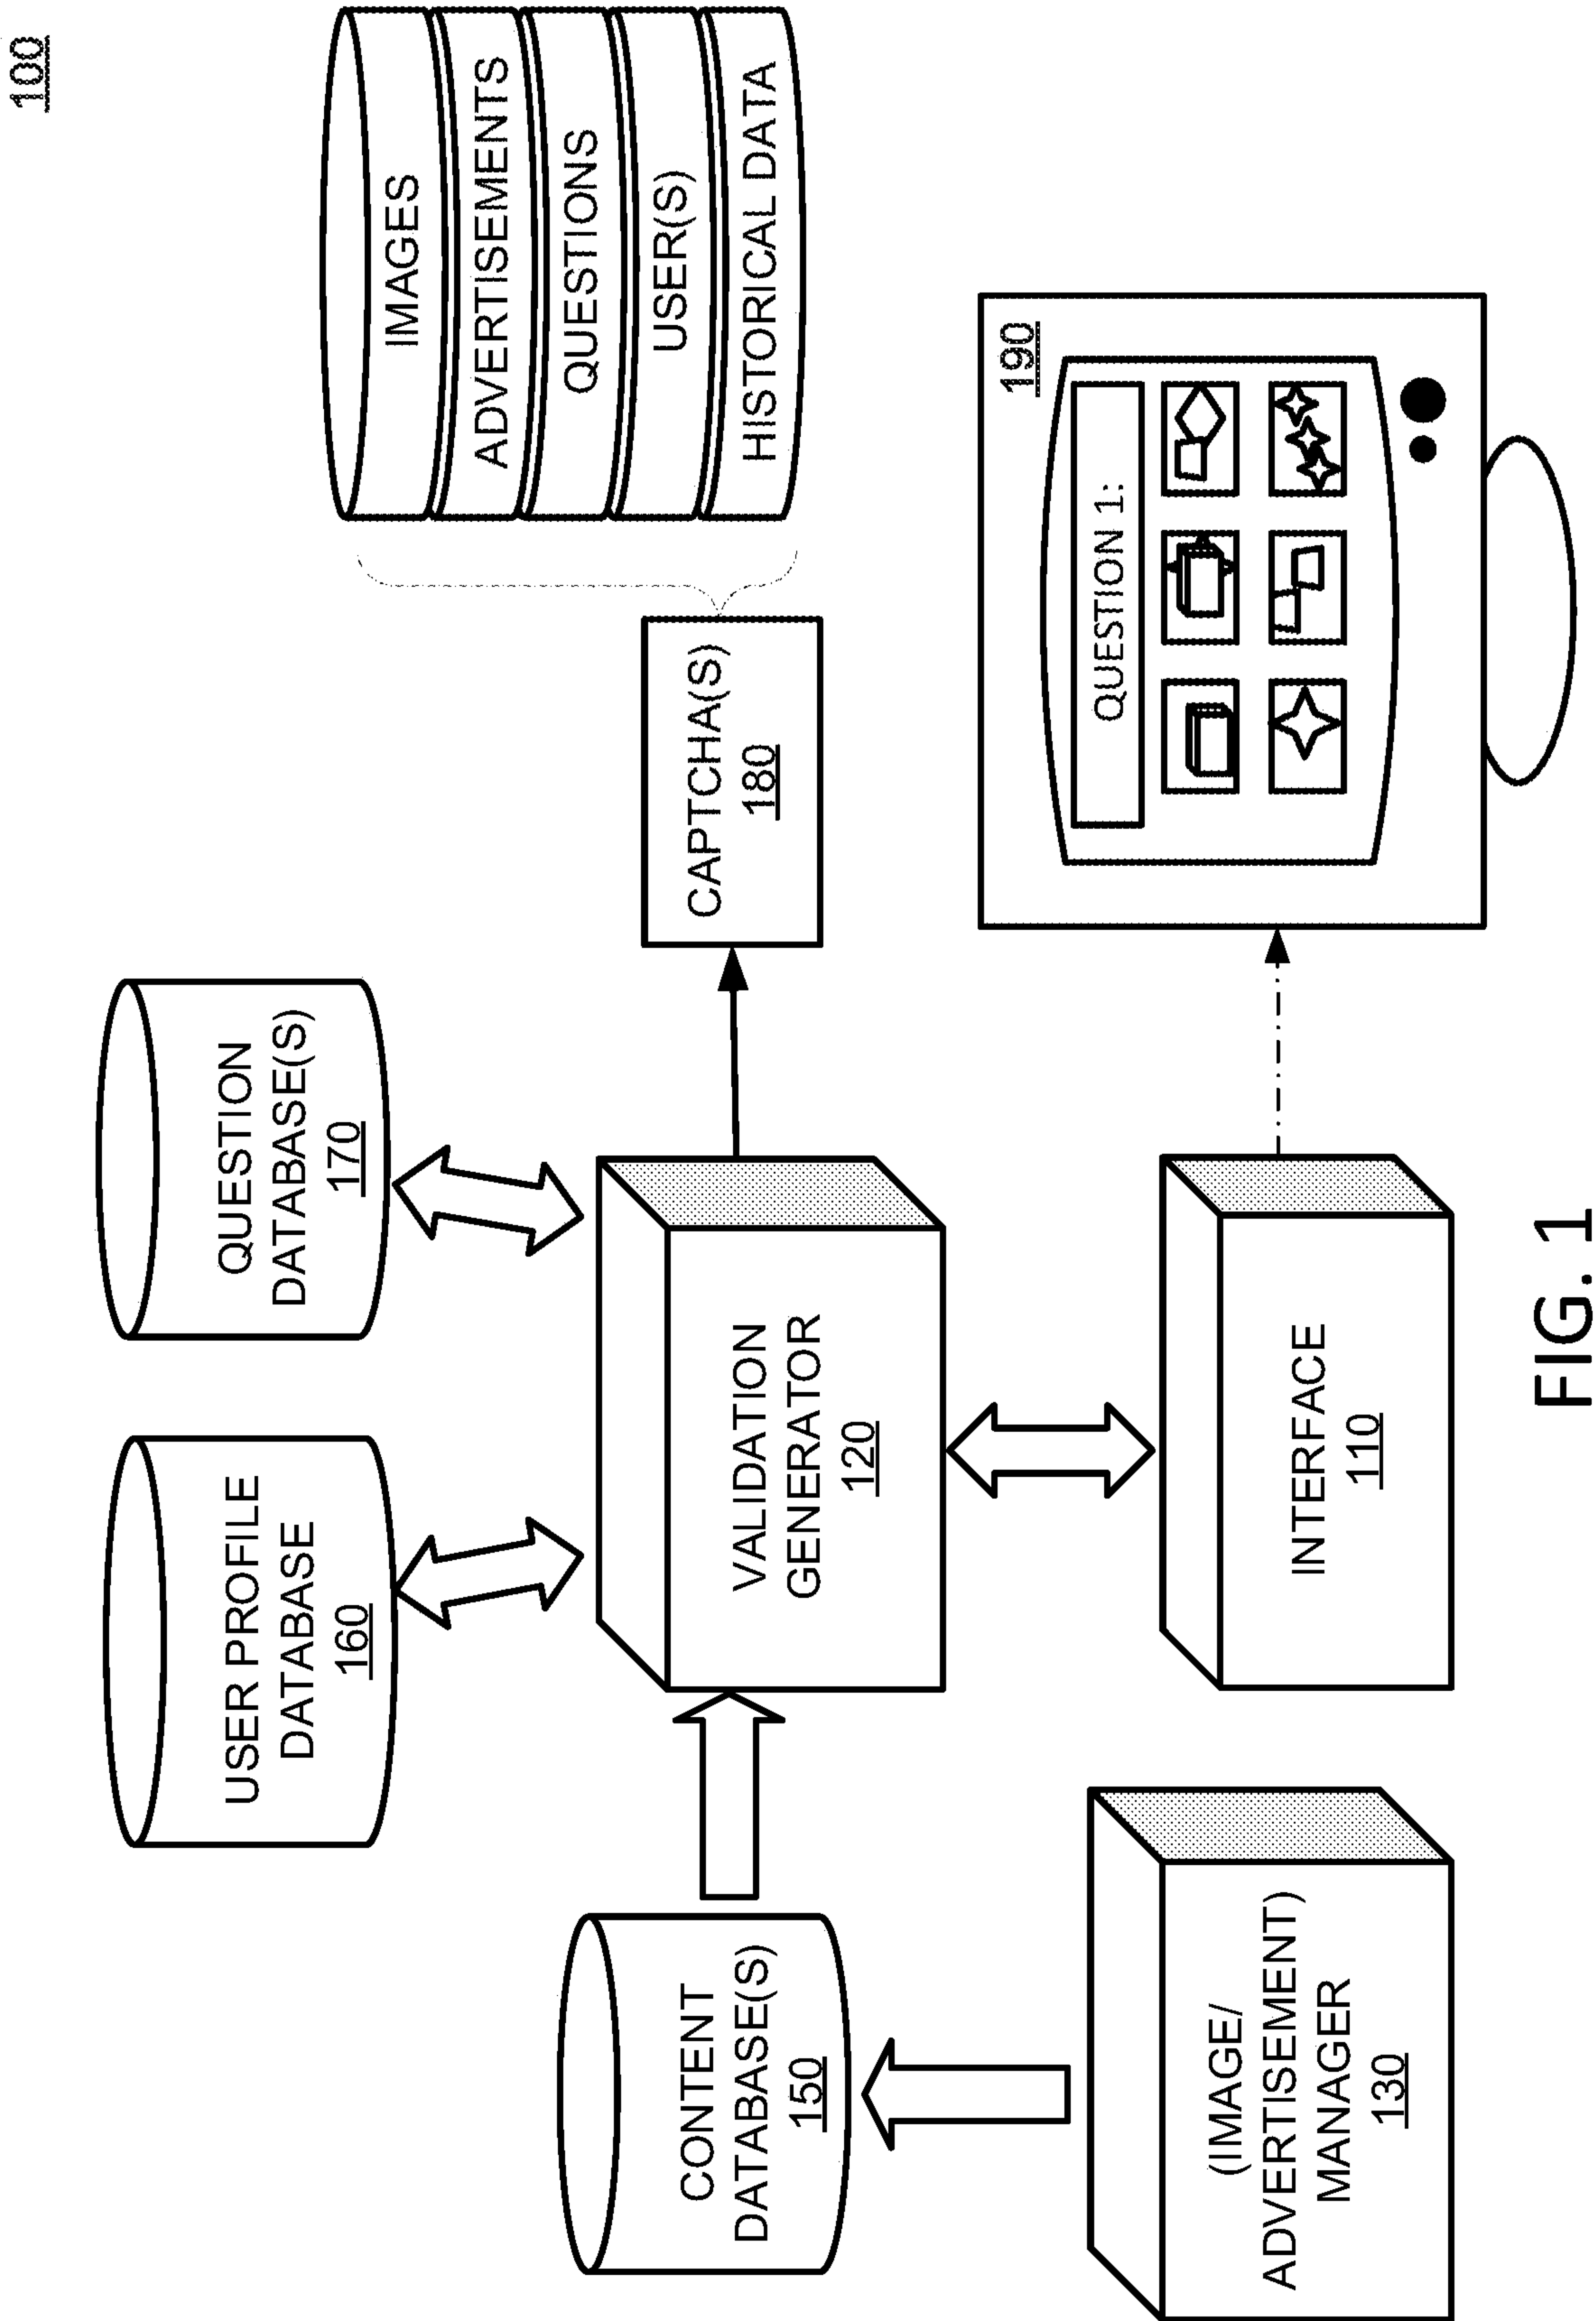 100
USER PROFILE
DATABASE
160
QUESTION
DATABASE(S)
170
IMAGES
ADVERTISEMENTS
QUESTIONS
USER(S)
HISTORICAL DATA
CONTENT
DATABASE(S)
150
VALIDATION
GENERATOR
120
CAPTCHA(S)
180
(IMAGE/
ADVERTISEMENT)
MANAGER
130
INTERFACE
110
190
QUESTION 1:
FIG. 1